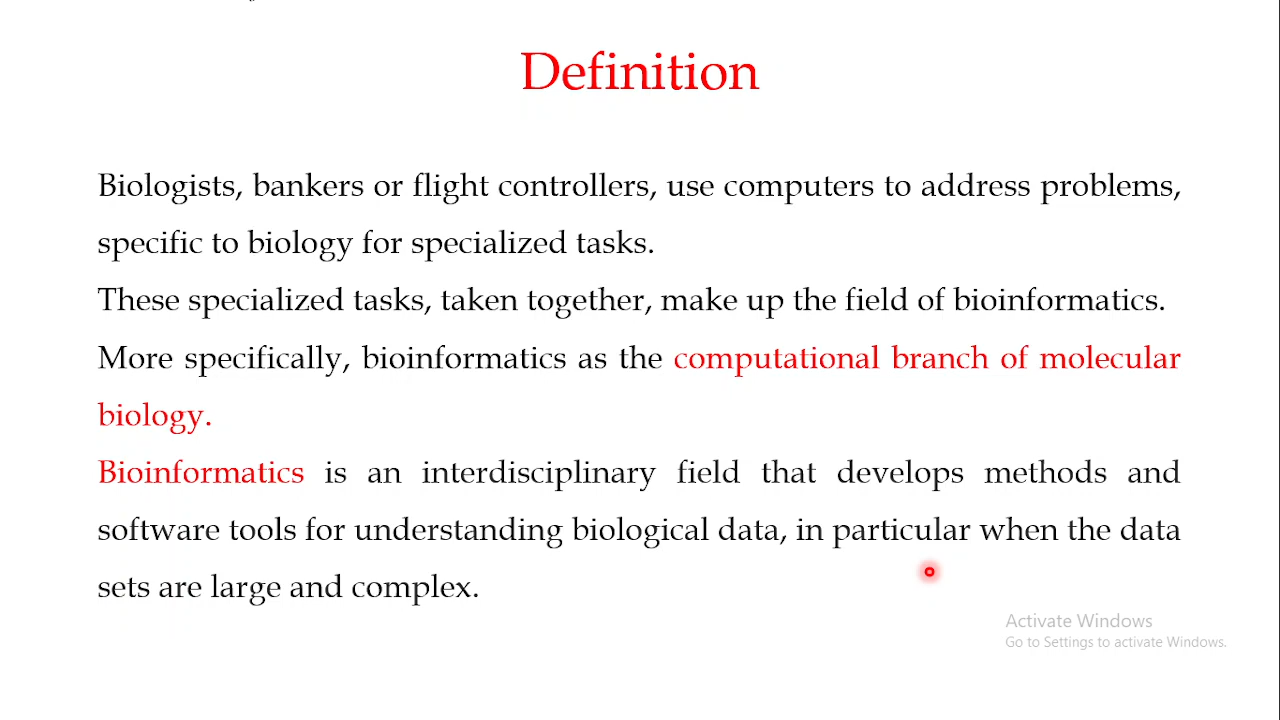 Definition
Biologists, bankers or flight controllers, use computers to address problems,
specific to biology for specialized tasks.
These specialized tasks, taken together, make up the field of bioinformatics.
More specifically, bioinformatics as the computational branch of molecular
biology.
Bioinformatics is an interdisciplinary field that develops methods and
software tools for understanding biological data, in particular when the data
sets are large and complex.
Activate Windows
Go to Settings to activate Windows.